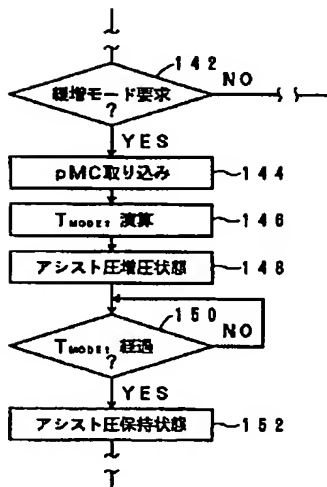 142
緩増モード要求
?
NO
YES
pMC取り込み
144
TMODE1 演算
146
アシスト圧増圧状態
148
150
TMODE1 経過
?
NO
YES
アシスト圧保持状態
152